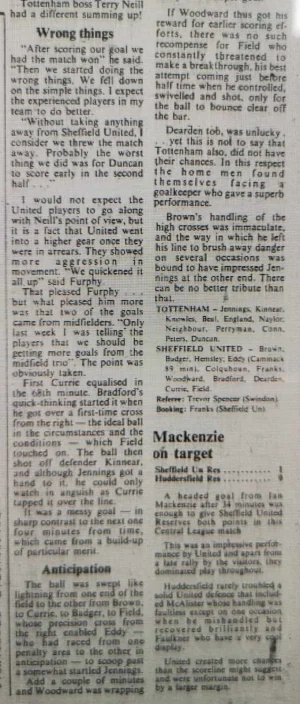 Tottenham boss Terry Neill
had a different summing up!
Wrong things
"After scoring our goal we
had the match won" he said.
"Then we started doing the
wrong things. We fell down
on the simple things. I expect
the experienced players in my
team to do better.
"Without taking anything
away from Sheffield United, I
consider we threw the match
away. Probably the worst
thing we did was for Duncan
to score early in the second
half . . ."
I would not expect the
United players to go along
with Neill's point of view, but
it is a fact that United went
into a higher gear once they
were in arrears. They showed
more aggression in
movement. "We quickened it
all up" said Furphy.
That pleased Furphy . . .
but what pleased him more
was that two of the goals
came from midfielders. "Only
last week I was telling the
players that we should be
getting more goals from the
midfield trio". The point was
obviously taken.
First Currie equalised in
the 68th minute. Bradford's
quick-thinking started it when
he got over a first-time cross
from the right — the ideal ball
in the circumstances and the
conditions — which Field
touched on. The ball then
shot off defender Kinnear,
and although Jennings got a
hand to it, he could only
watch in anguish as Currie
tapped it over the line.
It was a messy goal — in
sharp contrast to the next one
four minutes from time,
which came from a build-up
of particular merit.
Anticipation
The ball was swept like
lightning from one end of the
field to the other from Brown,
to Currie, to Badger, to Field,
whose precision cross from
the right enabled Eddy —
who had raced from one
penalty area to the other in
anticipation — to scoop past
a somewhat startled Jennings.
Add a couple of minutes
and Woodward was wrapping
If Woodward thus got his
reward for earlier scoring ef-
forts, there was no such
recompense for Field who
constantly threatened to
make a breakthrough, his best
attempt coming just before
half time when he controlled,
swivelled and shot, only for
the ball to bounce clear off
the bar.
Dearden too, was unlucky .
. . yet this is not to say that
Tottenham also, did not have
their chances. In this respect
the home men found
themselves facing a
goalkeeper who gave a superb
performance.
Brown's handling of the
high crosses was immaculate,
and the way in which he left
his line to brush away danger
on several occasions was
bound to have impressed Jen-
nings at the other end. There
can be no better tribute than
that.
TOTTENHAM – Jennings, Kinnear,
Knowles, Beal, England, Naylor,
Neighbour, Perryman, Conn,
Peters, Duncan.
SHEFFIELD UNITED – Brown,
Badger, Hemsley, Eddy (Cammack
89 min.), Colquhoun, Franks,
Woodward, Bradford, Dearden,
Currie, Field.
Referee: Trevor Spencer (Swindon).
Booking: Franks (Sheffield Un).
Mackenzie
on target
Sheffield Un Res .......... 1
Huddersfield Res .......... 0
A headed goal from Ian
Mackenzie after 34 minutes was
enough to give Sheffield United
Reserves both points in this
Central League match.
This was an impressive perfor-
mance by United and apart from
a late rally by the visitors, they
dominated play throughout.
Huddersfield rarely troubled a
solid United defence that includ-
ed McAlister whose handling was
faultless except on one occasion
when he mishandled but
recovered brilliantly and
Faulkner who have a very cool
display.
United created more chances
than the scoreline might suggest
and were unfortunate not to win
by a larger margin.